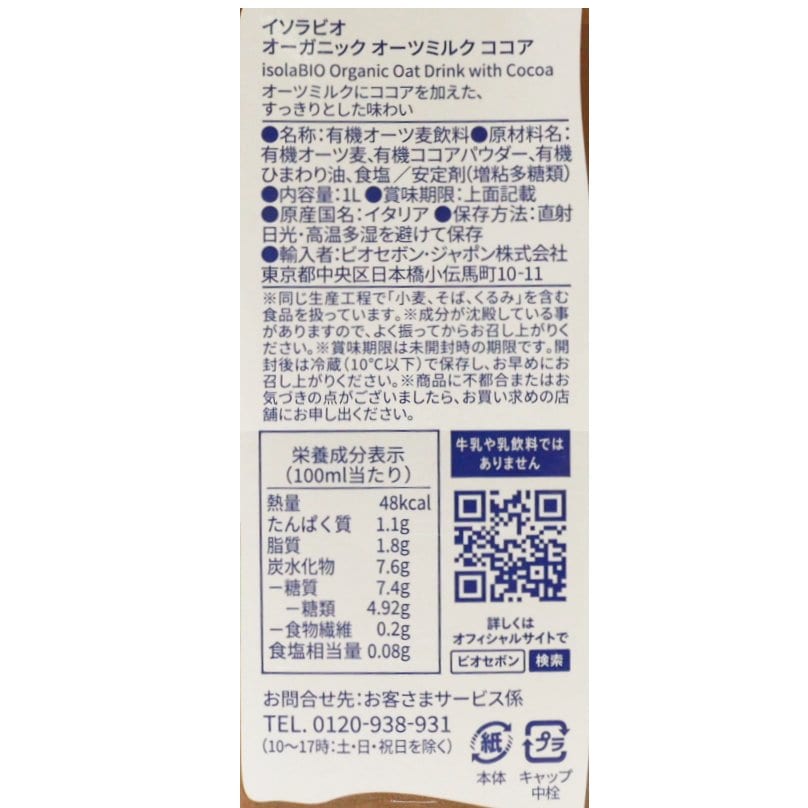 イソラビオ
オーガニック オーツミルク ココア
isolaBIO Organic Oat Drink with Cocoa
オーツミルクにココアを加えた、
すっきりとした味わい
●名称：有機オーツ麦飲料●原材料名：
有機オーツ麦、有機ココアパウダー、有機
ひまわり油、食塩／安定剤（増粘多糖類）
●内容量：1L ●賞味期限：上面記載
●原産国名：イタリア ●保存方法：直射
日光・高温多湿を避けて保存
●輸入者：ビオセボン・ジャポン株式会社
東京都中央区日本橋小伝馬町10-11
※同じ生産工程で「小麦、そば、くるみ」を含む
食品を扱っています。※成分が沈殿している事
がありますので、よく振ってからお召し上がりく
ださい。※賞味期限は未開封時の期限です。開
封後は冷蔵（10℃以下）で保存し、お早めにお
召し上がりください。※商品に不都合またはお
気づきの点がございましたら、お買い求めの店
舗にお申し出ください。
栄養成分表示
（100ml当たり）
熱量 48kcal
たんぱく質 1.1g
脂質 1.8g
炭水化物 7.6g
－糖質 7.4g
－糖類 4.92g
－食物繊維 0.2g
食塩相当量 0.08g
牛乳や乳飲料では
ありません
詳しくは
オフィシャルサイトで
ビオセボン 検索
お問合せ先：お客さまサービス係
TEL. 0120-938-931
（10～17時：土・日・祝日を除く）
紙
本体
プラ
キャップ
中栓